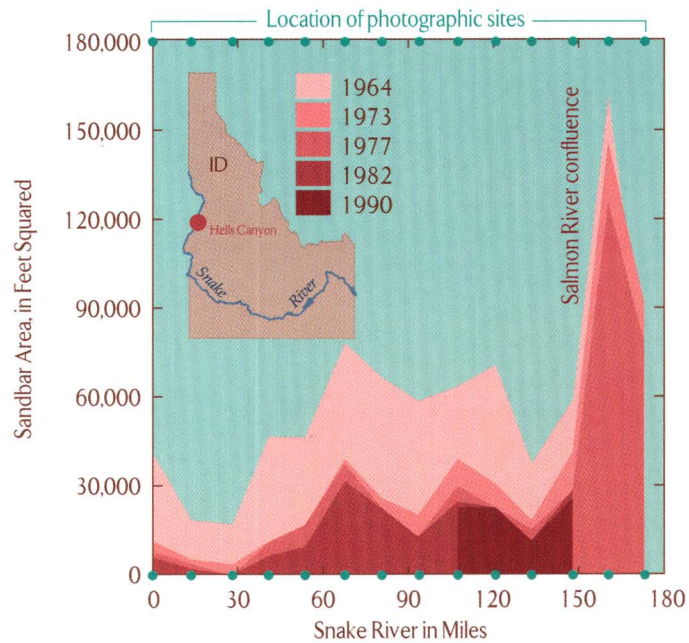 Location of photographic sites
180,000
150,000
120,000
90,000
60,000
30,000
0
Sandbar Area, in Feet Squared
1964
1973
1977
1982
1990
ID
Hells Canyon
Snake River
Salmon River confluence
0 30 60 90 120 150 180
Snake River in Miles